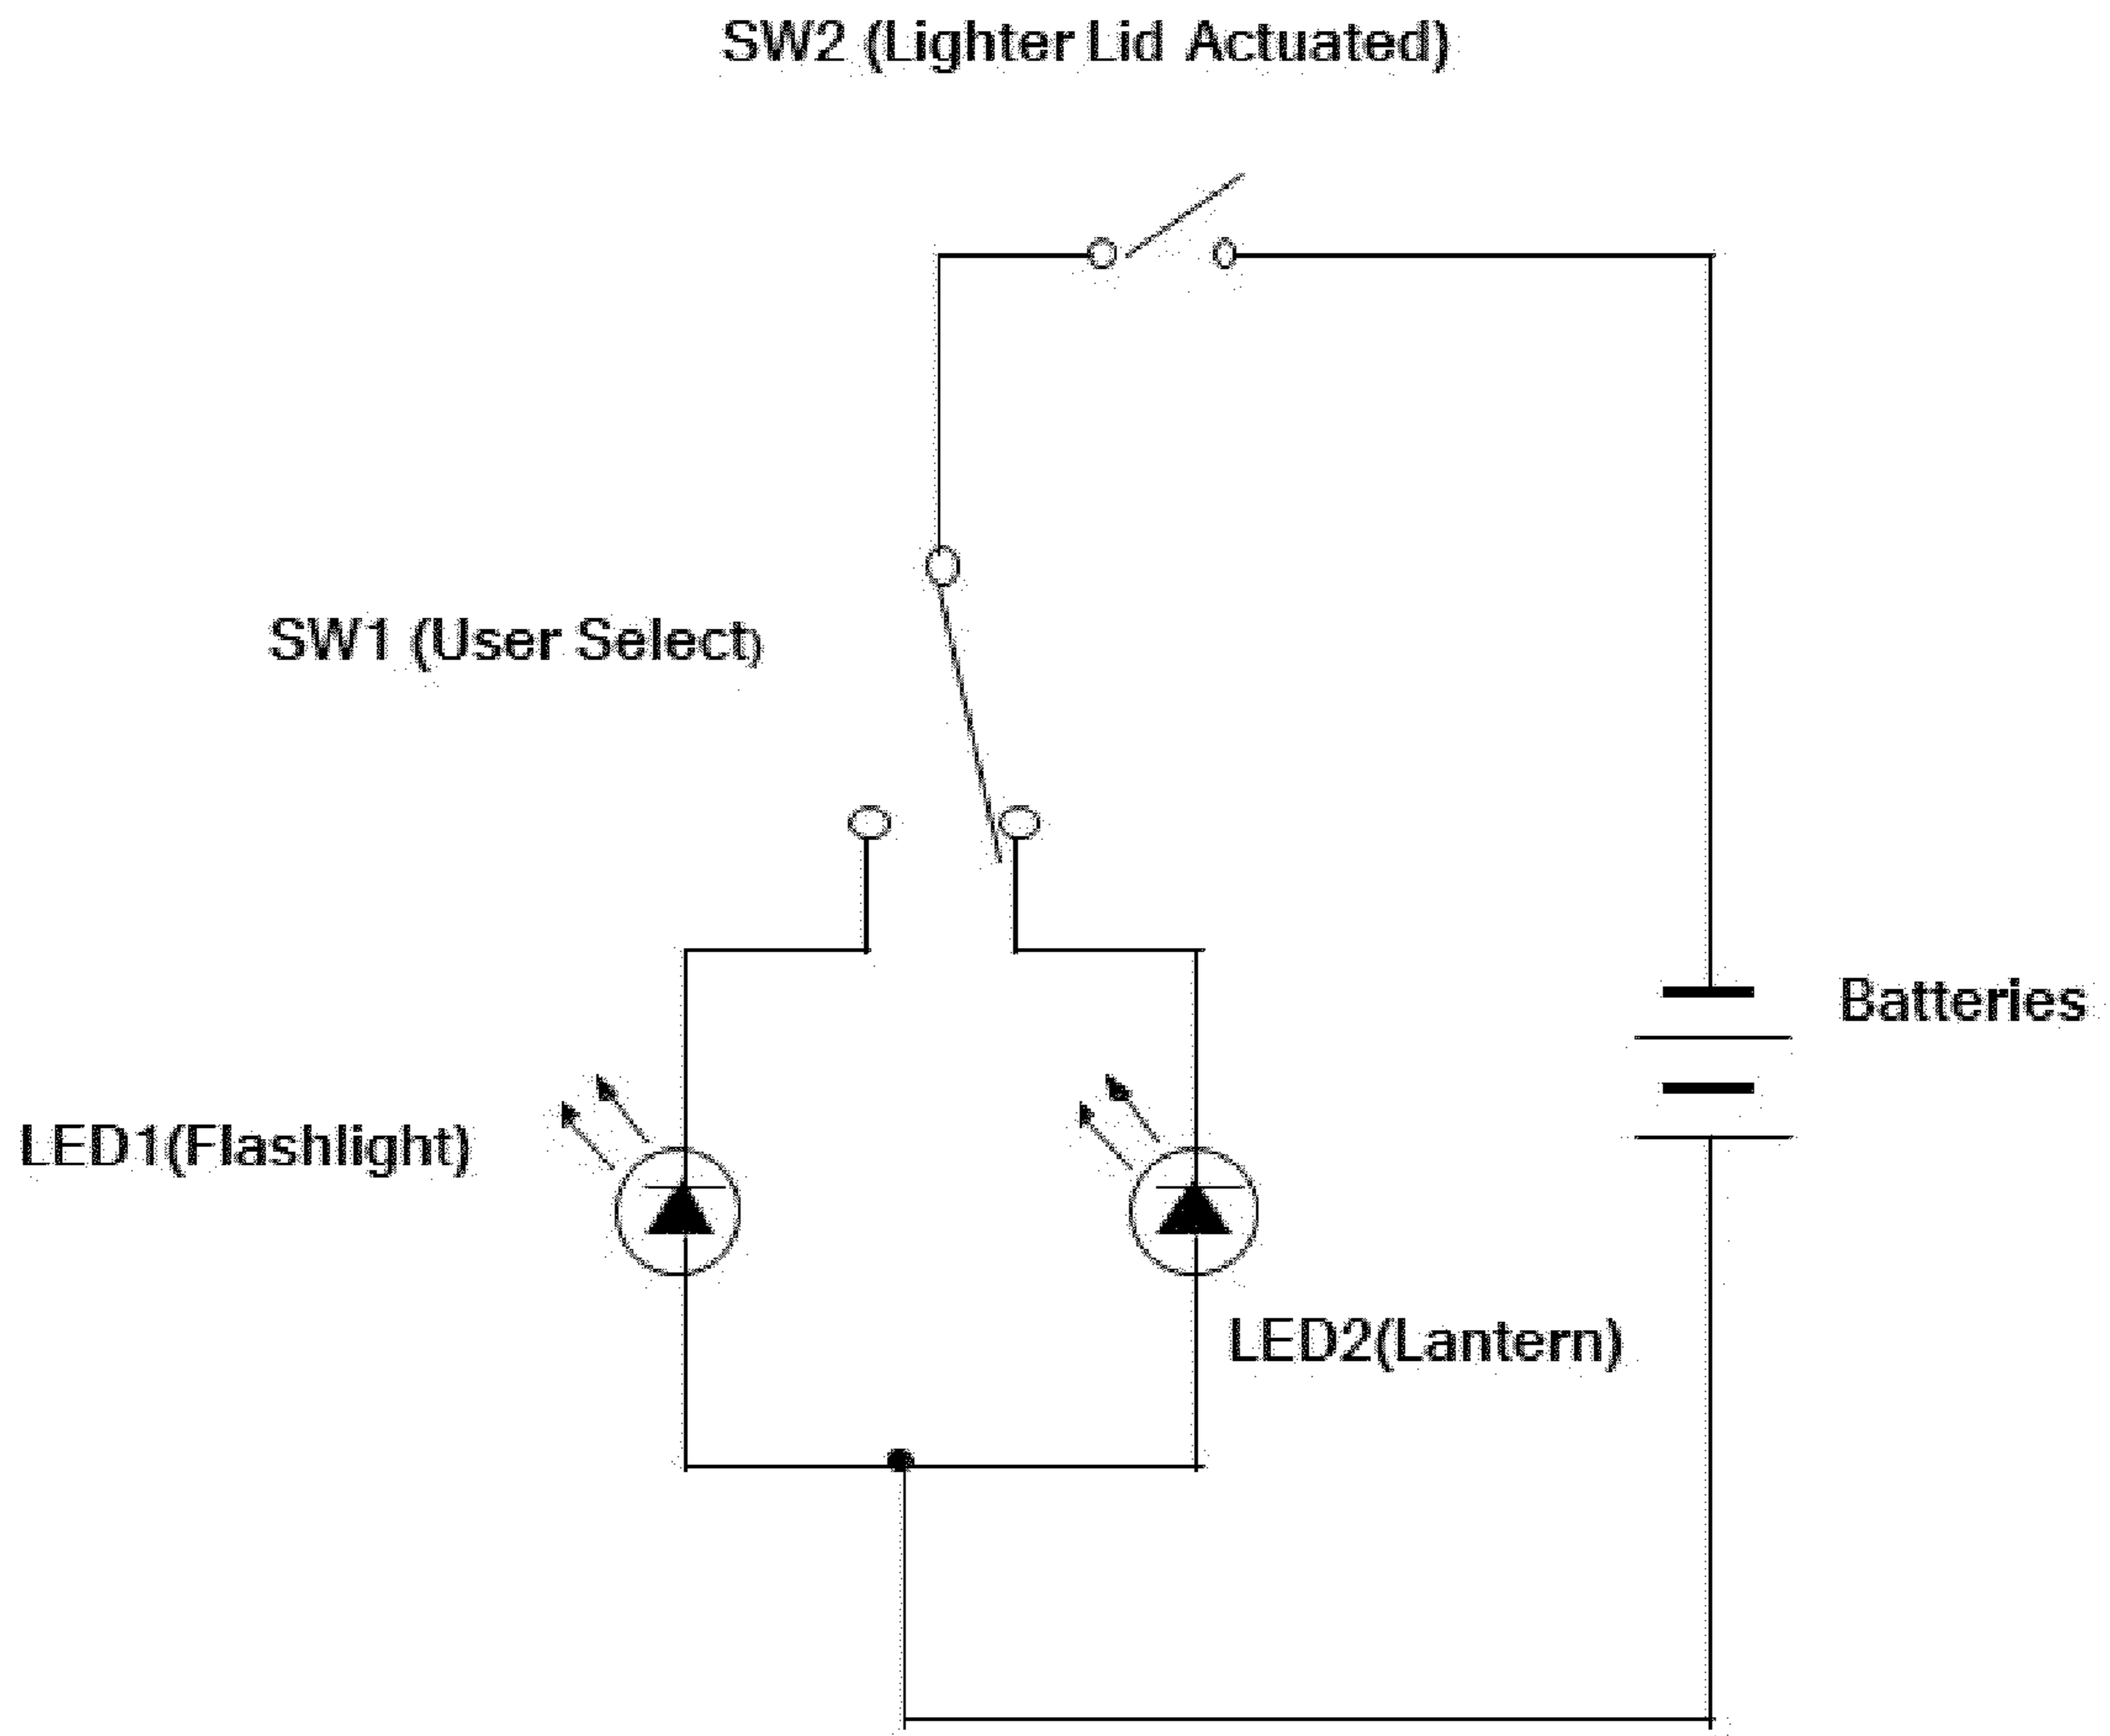 SW2 (Lighter Lid Actuated)
SW1 (User Select)
Batteries
LED1(Flashlight)
LED2(Lantern)